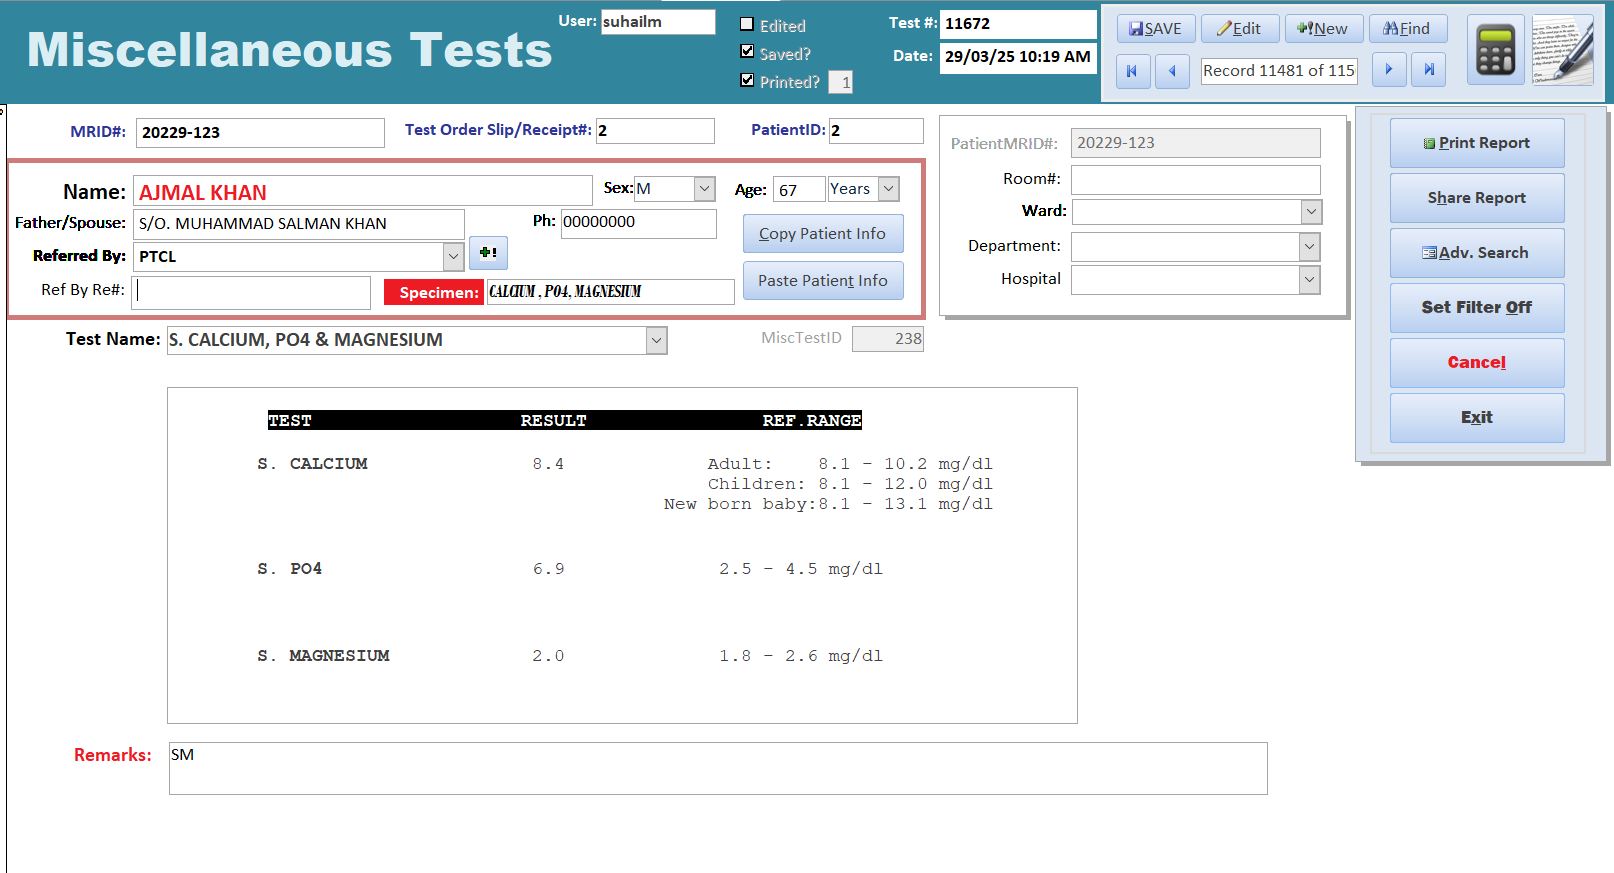 Miscellaneous Tests
User: suhailm
Edited
Saved?
Printed? 1
Test #: 11672
Date: 29/03/25 10:19 AM
SAVE Edit New Find
Record 11481 of 115
MRID#: 20229-123 Test Order Slip/Receipt#: 2 PatientID: 2
Name: AJMAL KHAN Sex: M Age: 67 Years
Father/Spouse: S/O. MUHAMMAD SALMAN KHAN Ph: 00000000
Copy Patient Info
Referred By: PTCL
Paste Patient Info
Ref By Re#: Specimen: CALCIUM , PO4, MAGNESIUM
PatientMRID#: 20229-123
Room#:
Ward:
Department:
Hospital
Print Report
Share Report
Adv. Search
Set Filter Off
Cancel
Exit
Test Name: S. CALCIUM, PO4 & MAGNESIUM MiscTestID 238
TEST RESULT REF.RANGE
S. CALCIUM 8.4 Adult: 8.1 - 10.2 mg/dl
Children: 8.1 - 12.0 mg/dl
New born baby:8.1 - 13.1 mg/dl
S. PO4 6.9 2.5 - 4.5 mg/dl
S. MAGNESIUM 2.0 1.8 - 2.6 mg/dl
Remarks: SM